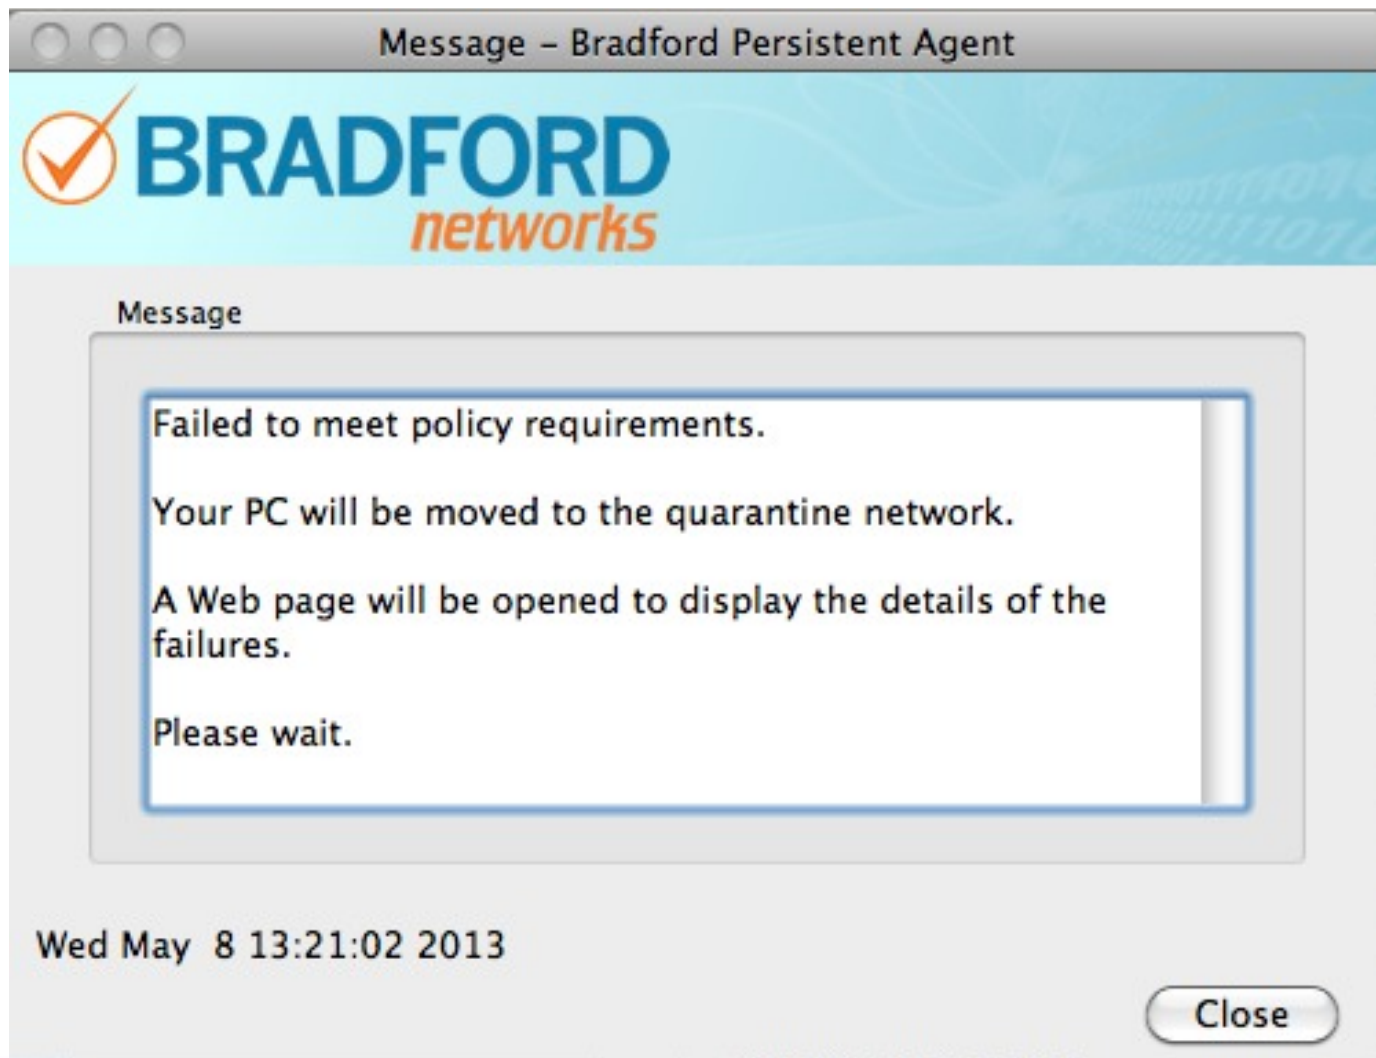 Message – Bradford Persistent Agent
BRADFORD
networks
Message
Failed to meet policy requirements.
Your PC will be moved to the quarantine network.
A Web page will be opened to display the details of the
failures.
Please wait.
Wed May  8 13:21:02 2013
Close